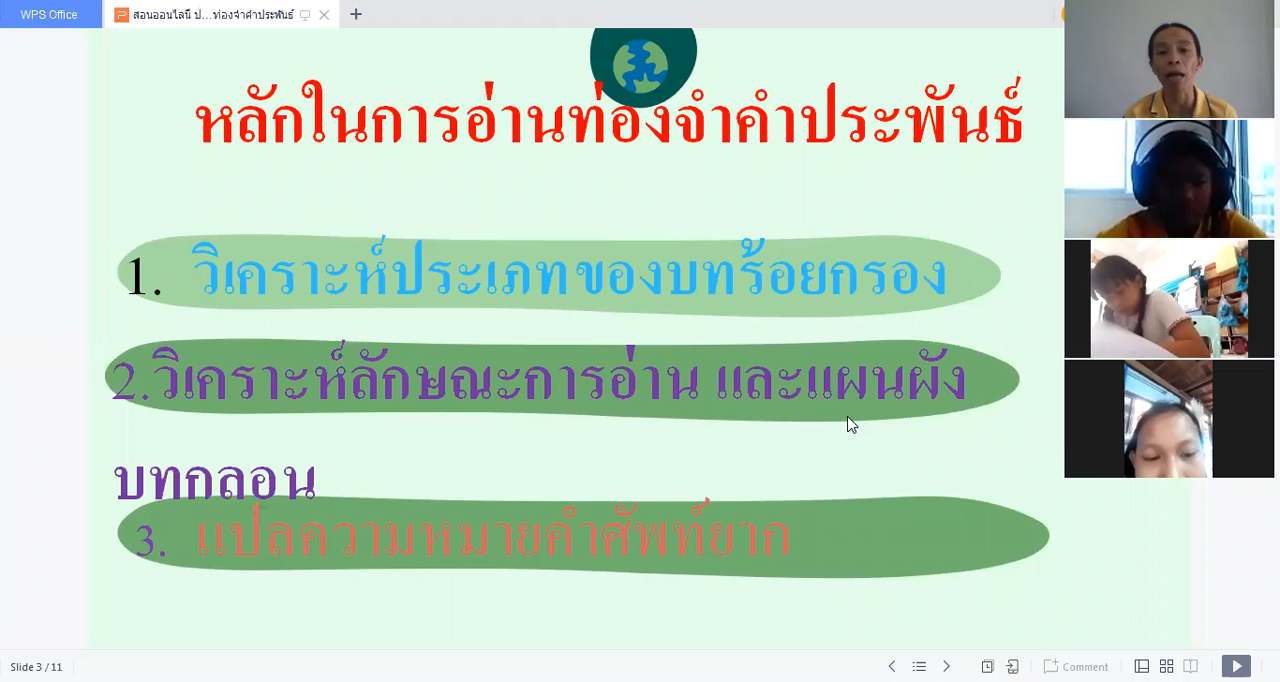 WPS Office
สอนออนไลน์ ป...ท่องจำคำประพันธ์
หลักในการอ่านท่องจำคำประพันธ์
1. วิเคราะห์ประเภทของบทร้อยกรอง
2.วิเคราะห์ลักษณะการอ่าน และแผนผัง
บทกลอน
3. แปลความหมายคำศัพท์ยาก
Slide 3 / 11
Comment